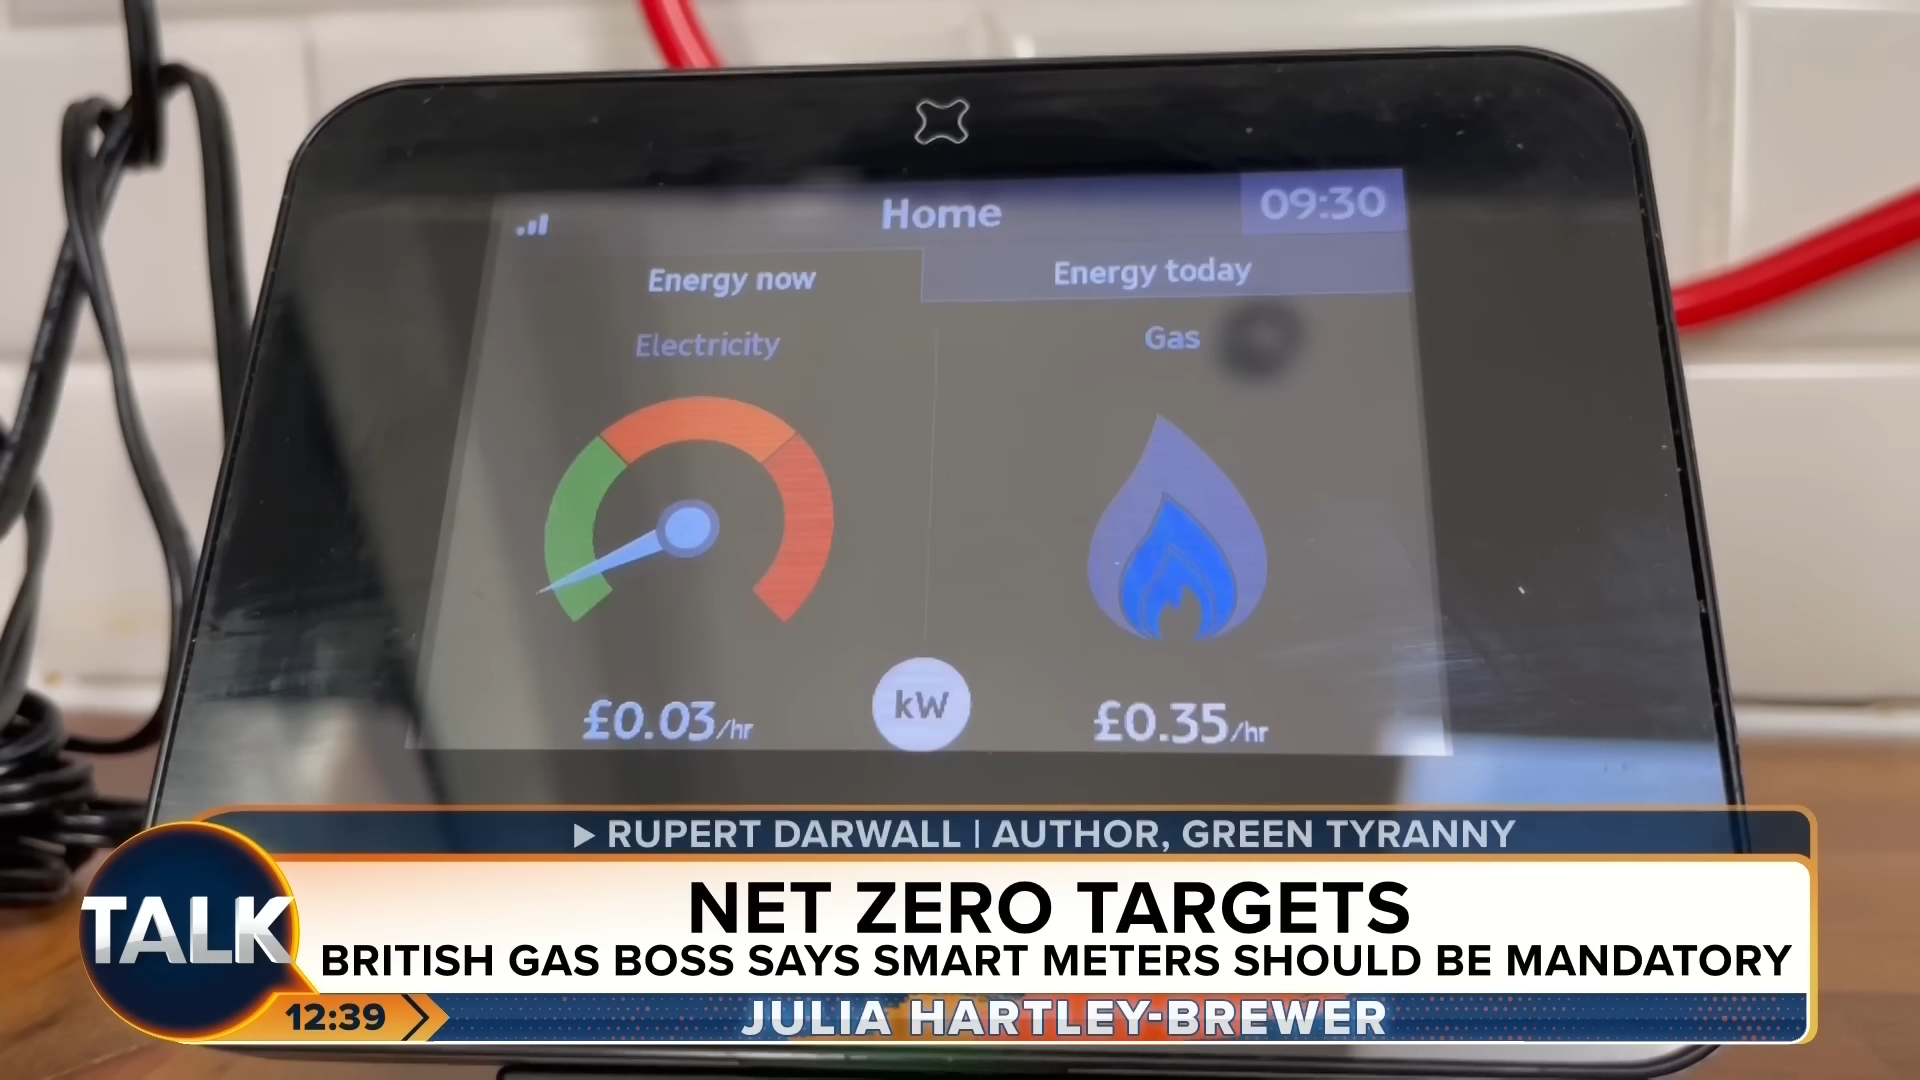 Home
09:30
Energy now
Energy today
Electricity
Gas
£0.03/hr
kW
£0.35/hr
RUPERT DARWALL | AUTHOR, GREEN TYRANNY
NET ZERO TARGETS
BRITISH GAS BOSS SAYS SMART METERS SHOULD BE MANDATORY
TALK
12:39
JULIA HARTLEY-BREWER